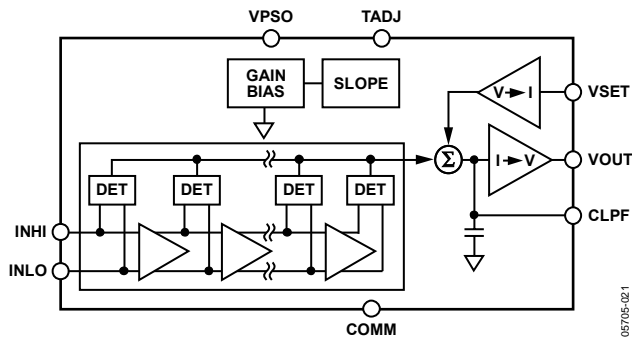 VPSO
TADJ
GAIN
BIAS
SLOPE
V I
VSET
Σ
I V
VOUT
DET
DET
DET
DET
CLPF
INHI
INLO
COMM
05705-021